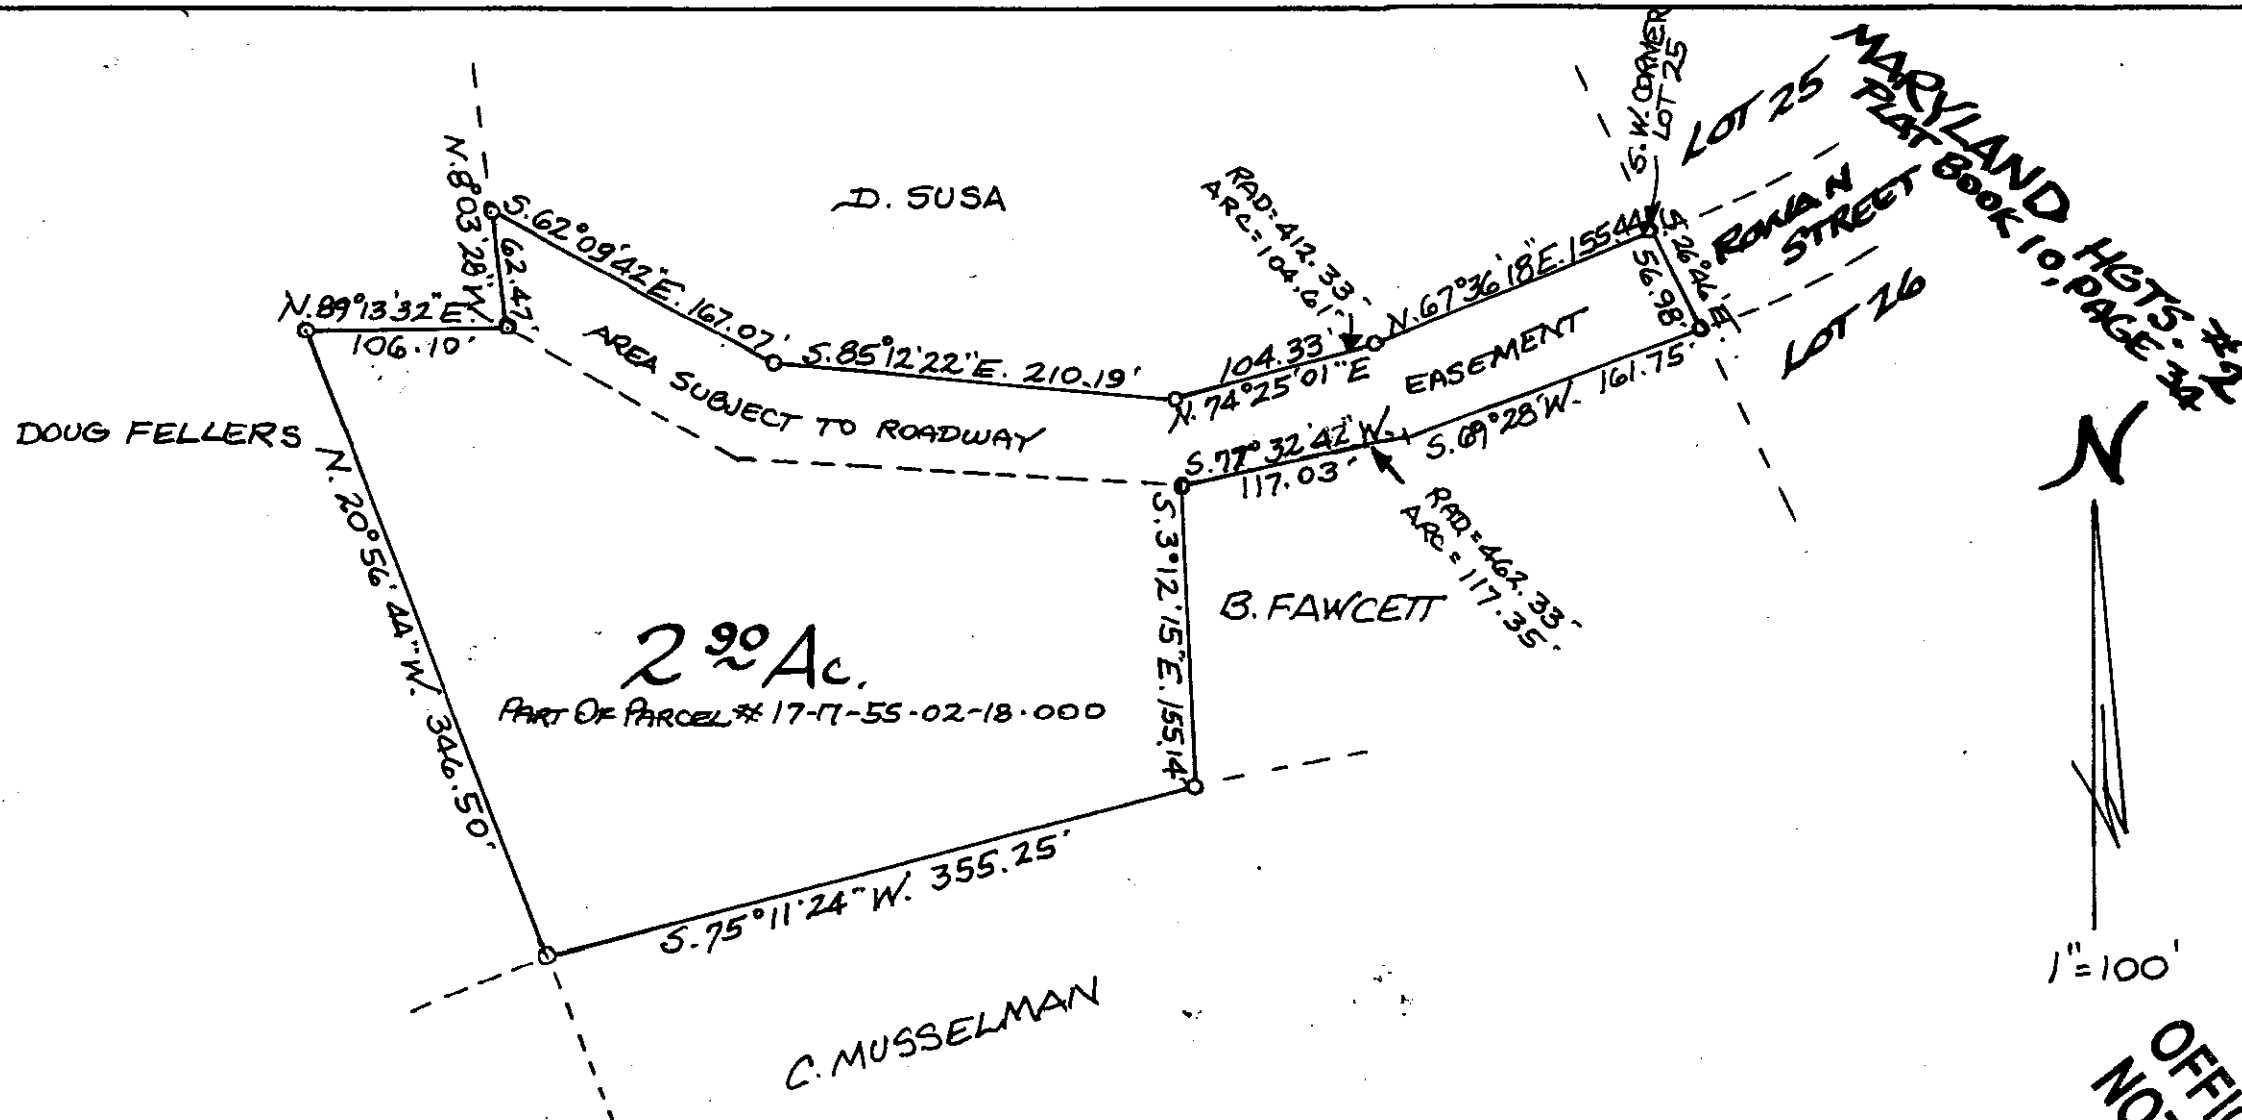 S.W. CORNER
LOT 25
LOT 25
MARYLAND HGTS. #2
PLAT BOOK 10, PAGE 34
RONAN
STREET
LOT 26
N.8°03'28"W.
62.47'
S.62°09'42"E. 167.07'
D. SUSA
RAD=412.33'
ARC=104.61'
N.67°36'18"E. 155.44'
S.26°46'E.
56.98'
N.89°13'32"E.
106.10'
AREA SUBJECT TO ROADWAY
EASEMENT
S.85°12'22"E. 210.19'
104.33'
N.74°25'01"E
S.77°32'42"W.
117.03'
S.69°28'W. 161.75'
RAD=462.33'
ARC=117.35'
DOUG FELLERS
N. 20°56'44"W. 346.50'
S.3°12'15"E. 155.14'
B. FAWCETT
2 90 Ac.
PART OF PARCEL # 17-17-55-02-18.000
S.75°11'24"W. 355.25'
C. MUSSELMAN
N
1"=100'